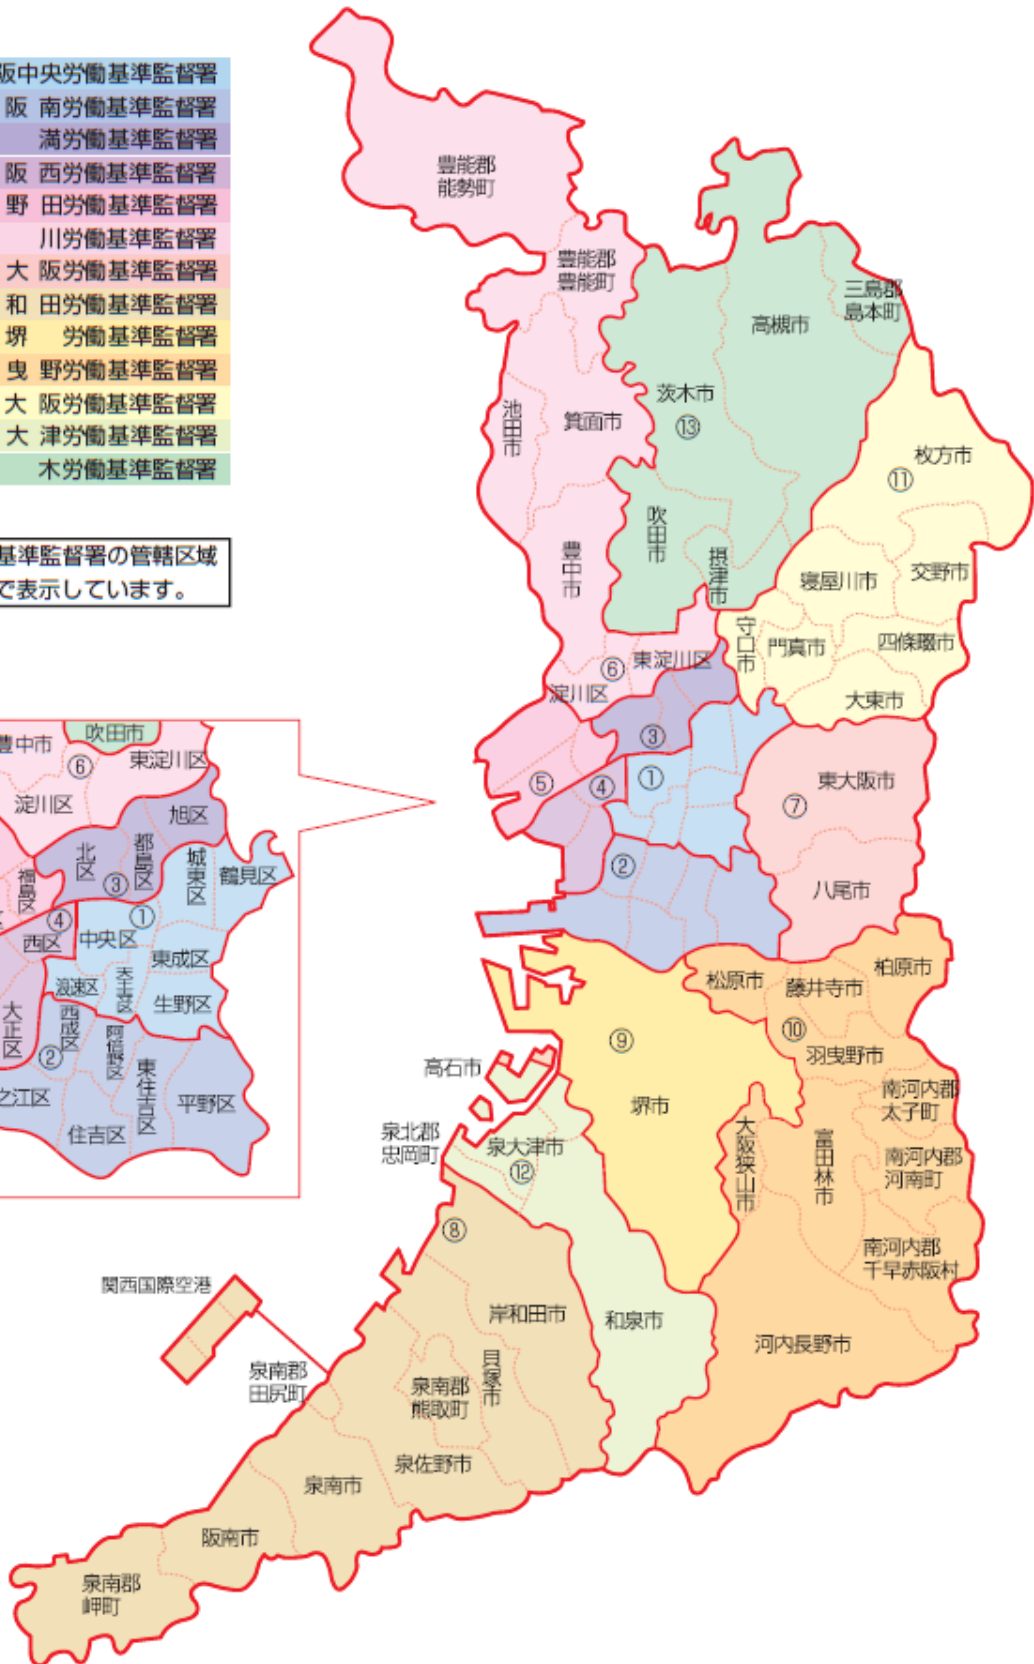 阪中央労働基準監督署
阪 南労働基準監督署
満労働基準監督署
阪 西労働基準監督署
野 田労働基準監督署
川労働基準監督署
大 阪労働基準監督署
和 田労働基準監督署
堺 労働基準監督署
曳 野労働基準監督署
大 阪労働基準監督署
大 津労働基準監督署
木労働基準監督署
基準監督署の管轄区域
で表示しています。
豊能郡
能勢町
豊能郡
豊能町
三島郡
島本町
高槻市
茨木市
⑬
池田市
箕面市
枚方市
⑪
吹田市
豊中市
摂津市
寝屋川市
交野市
守口市
門真市
四條畷市
⑥
東淀川区
淀川区
大東市
③
①
⑤
④
東大阪市
⑦
②
八尾市
松原市
藤井寺市
柏原市
⑨
⑩
羽曳野市
高石市
堺市
南河内郡
太子町
泉北郡
忠岡町
泉大津市
⑫
大阪狭山市
富田林市
南河内郡
河南町
⑧
南河内郡
千早赤阪村
関西国際空港
岸和田市
和泉市
河内長野市
泉南郡
田尻町
貝塚市
泉南郡
熊取町
泉佐野市
泉南市
阪南市
泉南郡
岬町
豊中市
吹田市
⑥
東淀川区
淀川区
旭区
北区
都島区
③
城東区
鶴見区
福島区
④
①
西区
中央区
東成区
浪速区
天王寺区
生野区
大正区
西成区
②
阿倍野区
東住吉区
之江区
平野区
住吉区